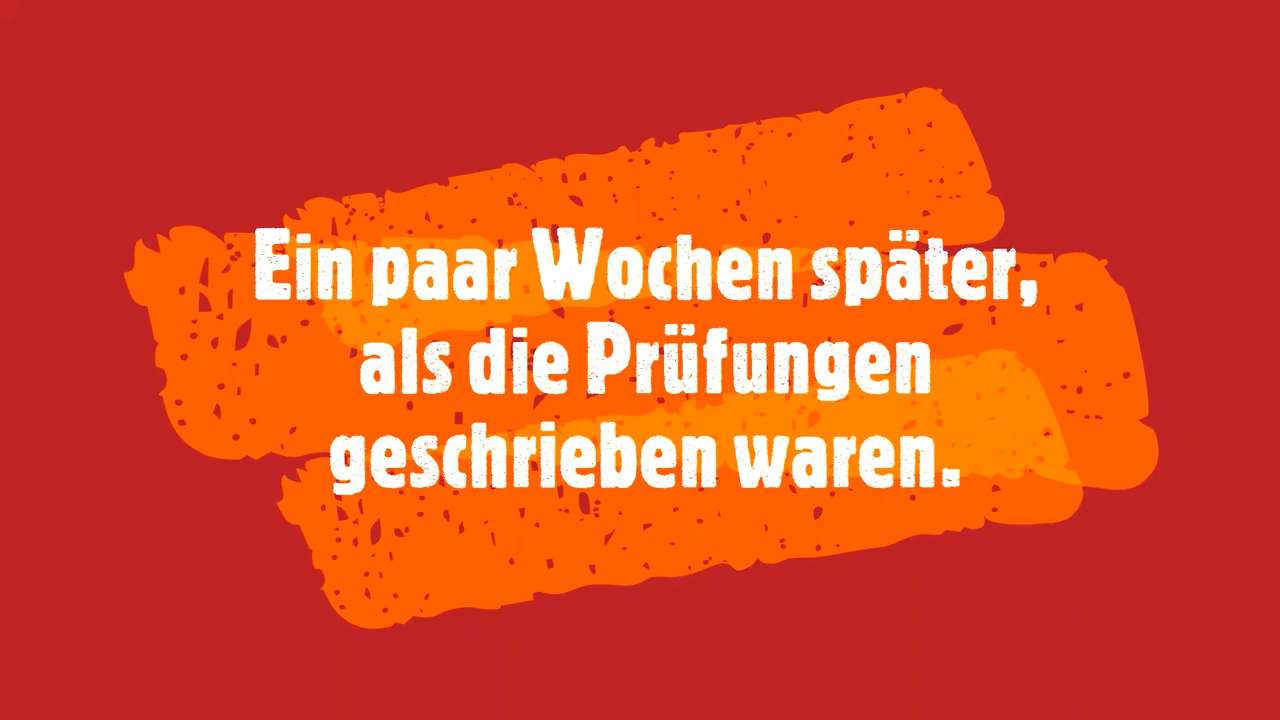 Ein paar Wochen später,
als die Prüfungen
geschrieben waren.